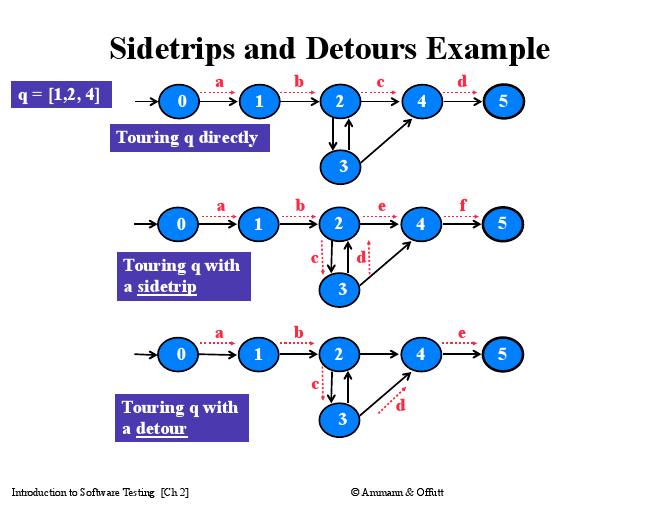 Sidetrips and Detours Example
q = [1,2, 4]
a b c d
0 1 2 4 5
Touring q directly
3
a b e f
0 1 2 4 5
c d
Touring q with
a sidetrip
3
a b e
0 1 2 4 5
c
d
Touring q with
a detour
3
Introduction to Software Testing [Ch 2] © Ammann & Offutt